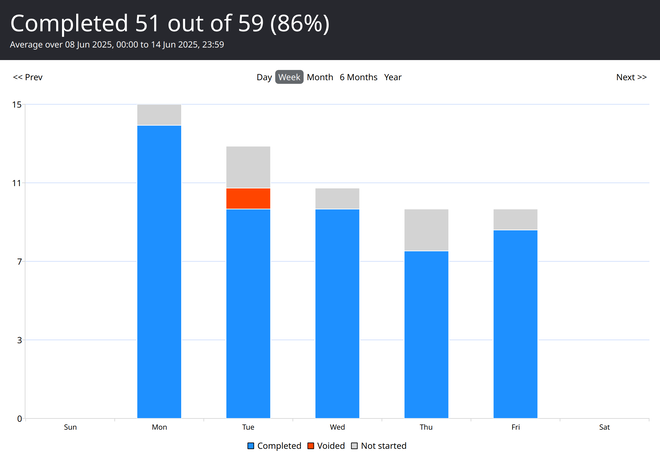 Completed 51 out of 59 (86%)
Average over 08 Jun 2025, 00:00 to 14 Jun 2025, 23:59
<< Prev Day Week Month 6 Months Year Next >>
15
11
7
3
0
Sun Mon Tue Wed Thu Fri Sat
Completed Voided Not started